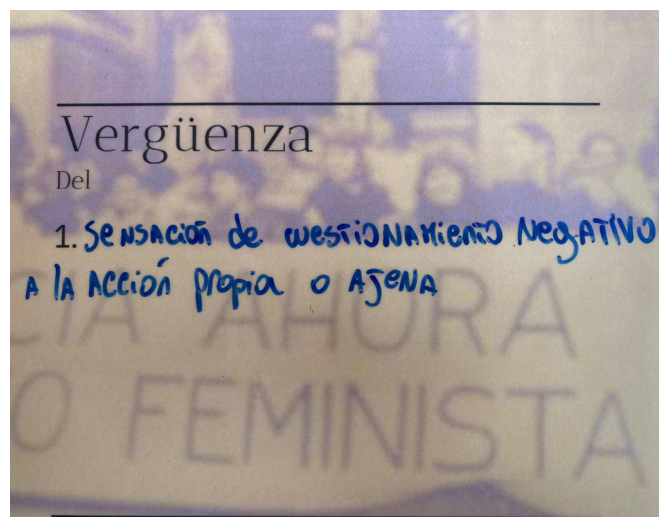 Vergüenza
Del
1. Sensación de cuestionamiento negativo
a la acción propia o ajena
CIA AHORA
O FEMINISTA